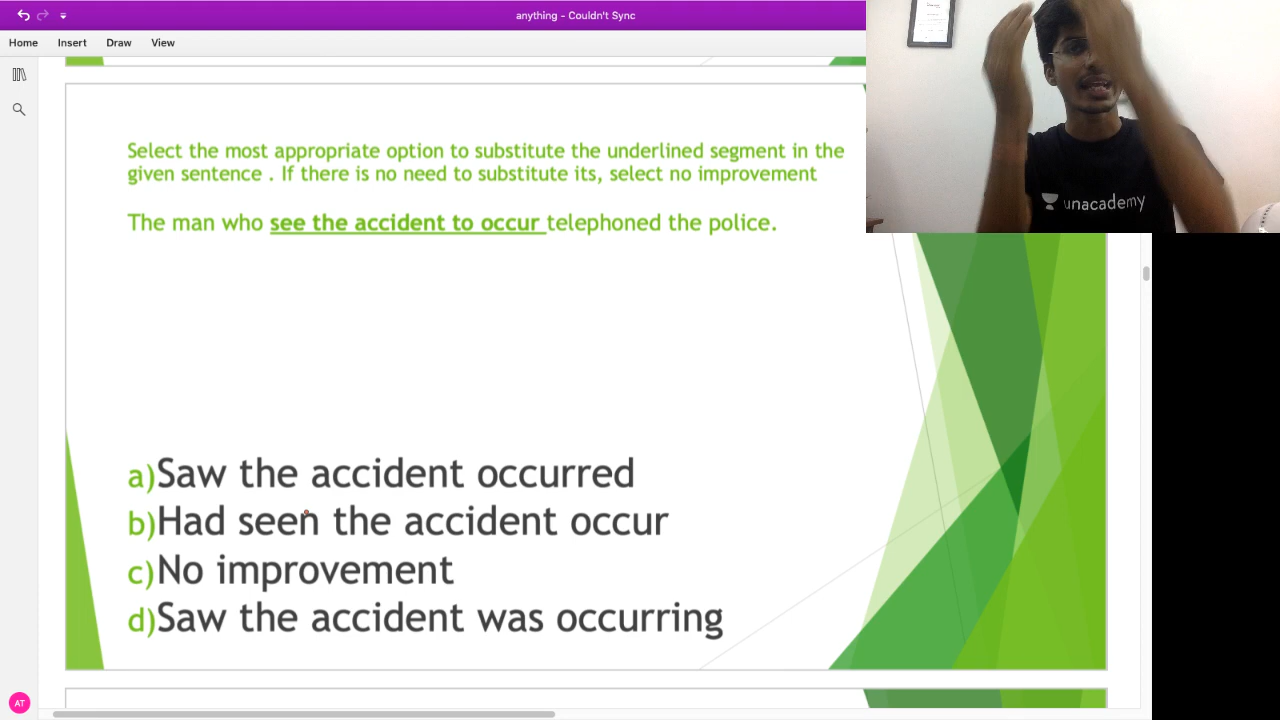 anything - Couldn't Sync
Home Insert Draw View
Select the most appropriate option to substitute the underlined segment in the
given sentence . If there is no need to substitute its, select no improvement
The man who see the accident to occur telephoned the police.
unacademy
a)Saw the accident occurred
b)Had seen the accident occur
c)No improvement
d)Saw the accident was occurring
AT